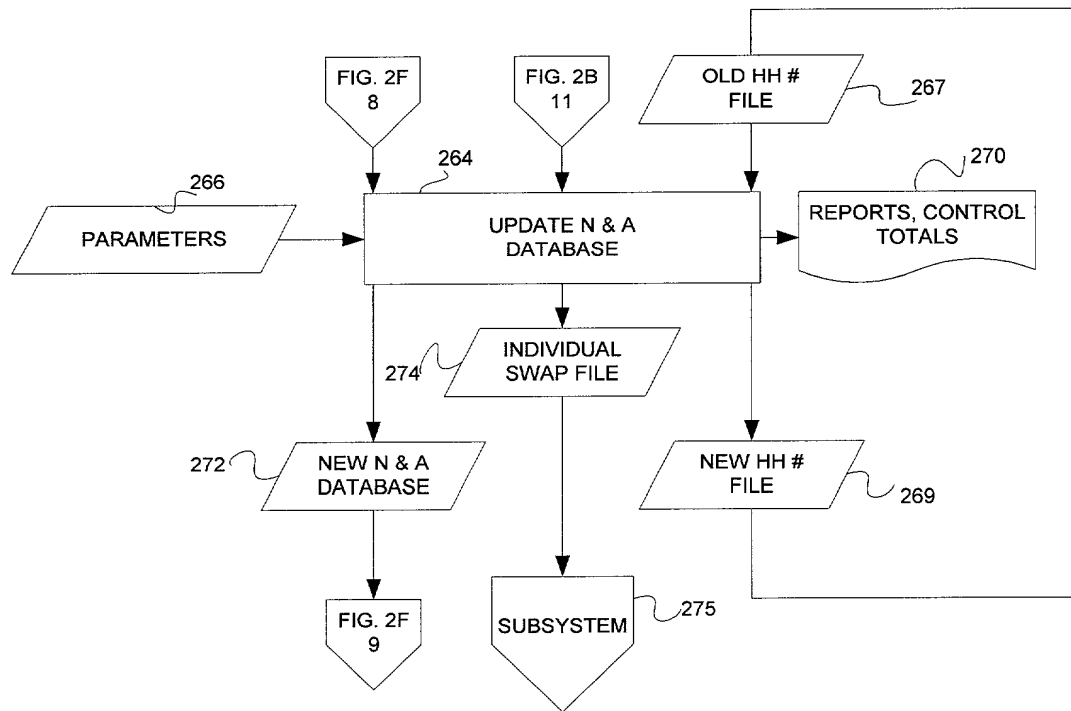 FIG. 2F
8
FIG. 2B
11
OLD HH #
FILE
267
264
270
266
PARAMETERS
UPDATE N & A
DATABASE
REPORTS, CONTROL
TOTALS
274
INDIVIDUAL
SWAP FILE
272
NEW N & A
DATABASE
NEW HH #
FILE
269
FIG. 2F
9
SUBSYSTEM
275